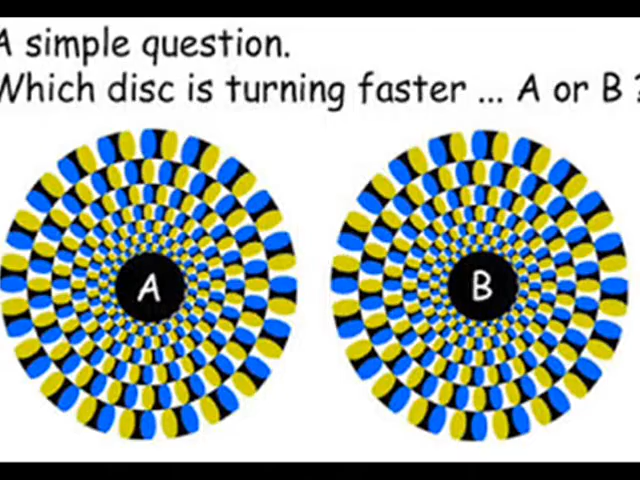 A simple question.
Which disc is turning faster ... A or B ?
A
B